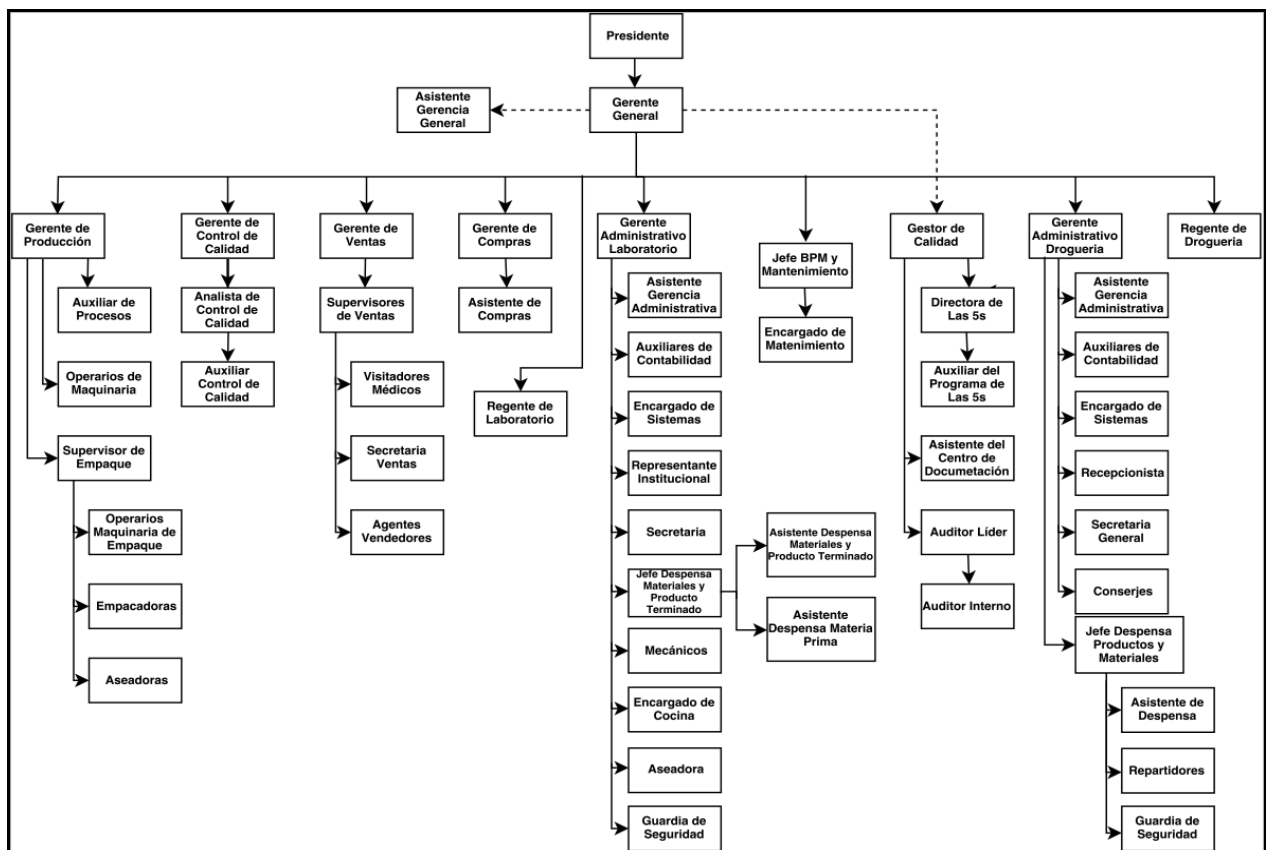 Presidente
Asistente
Gerencia
General
Gerente
General
Gerente de
Producción
Gerente de
Control de
Calidad
Gerente de
Ventas
Gerente de
Compras
Gerente
Administrativo
Laboratorio
Jefe BPM y
Mantenimiento
Gestor de
Calidad
Gerente
Administrativo
Drogueria
Regente de
Drogueria
Auxiliar de
Procesos
Operarios de
Maquinaria
Supervisor de
Empaque
Operarios
Maquinaria de
Empaque
Empacadoras
Aseadoras
Analista de
Control de
Calidad
Auxiliar
Control de
Calidad
Supervisores
de Ventas
Visitadores
Médicos
Secretaria
Ventas
Agentes
Vendedores
Asistente de
Compras
Regente de
Laboratorio
Asistente
Gerencia
Administrativa
Auxiliares de
Contabilidad
Encargado de
Sistemas
Representante
Institucional
Secretaria
Jefe Despensa
Materiales y
Producto
Terminado
Asistente Despensa
Materiales y
Producto Terminado
Asistente
Despensa Materia
Prima
Mecánicos
Encargado de
Cocina
Aseadora
Guardia de
Seguridad
Encargado de
Matenimiento
Directora de
Las 5s
Auxiliar del
Programa de
Las 5s
Asistente del
Centro de
Documetación
Auditor Líder
Auditor Interno
Asistente
Gerencia
Administrativa
Auxiliares de
Contabilidad
Encargado de
Sistemas
Recepcionista
Secretaria
General
Conserjes
Jefe Despensa
Productos y
Materiales
Asistente de
Despensa
Repartidores
Guardia de
Seguridad